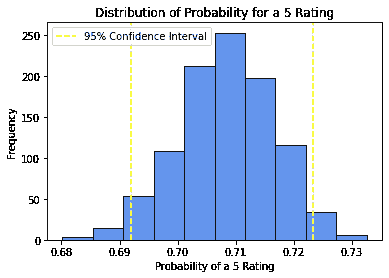 Distribution of Probability for a 5 Rating
95% Confidence Interval
Frequency
250
200
150
100
50
0
0.68 0.69 0.70 0.71 0.72 0.73
Probability of a 5 Rating